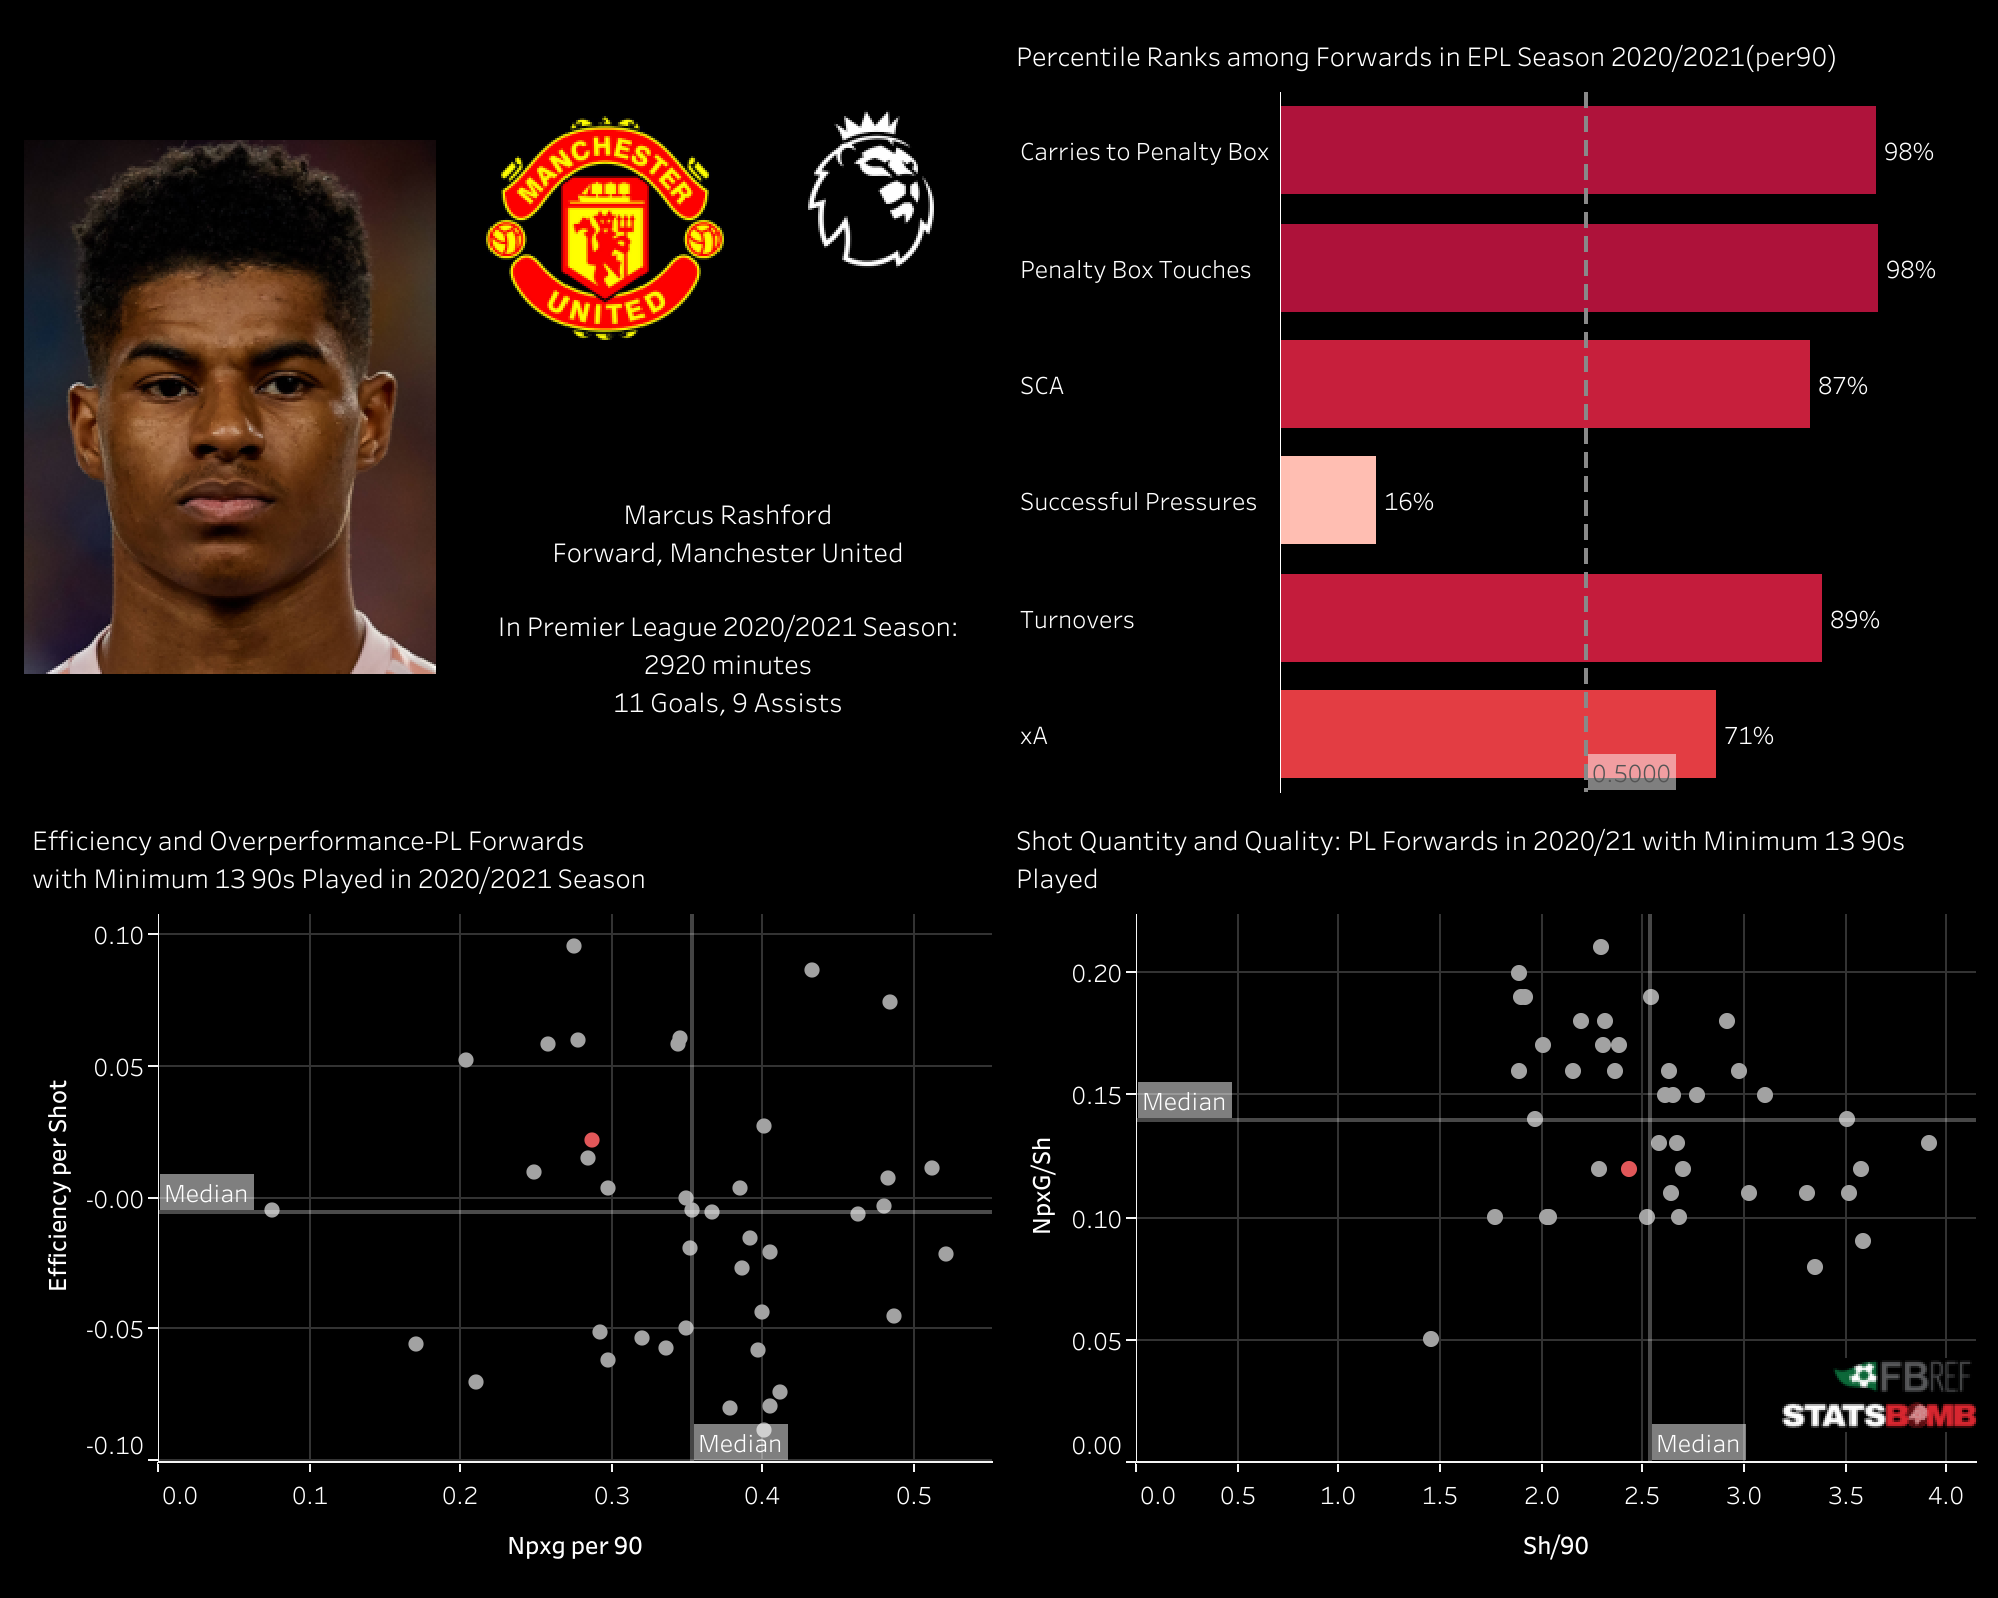 Percentile Ranks among Forwards in EPL Season 2020/2021(per90)
MANCHESTER
UNITED
Marcus Rashford
Forward, Manchester United
In Premier League 2020/2021 Season:
2920 minutes
11 Goals, 9 Assists
Carries to Penalty Box
98%
Penalty Box Touches
98%
SCA
87%
Successful Pressures
16%
Turnovers
89%
xA
71%
0.5000
Efficiency and Overperformance-PL Forwards
with Minimum 13 90s Played in 2020/2021 Season
Efficiency per Shot
0.10
0.05
-0.00
-0.05
-0.10
Median
Median
0.0
0.1
0.2
0.3
0.4
0.5
Npxg per 90
Shot Quantity and Quality: PL Forwards in 2020/21 with Minimum 13 90s
Played
NpxG/Sh
0.20
0.15
0.10
0.05
0.00
Median
Median
FBREF
STATSBOMB
0.0
0.5
1.0
1.5
2.0
2.5
3.0
3.5
4.0
Sh/90